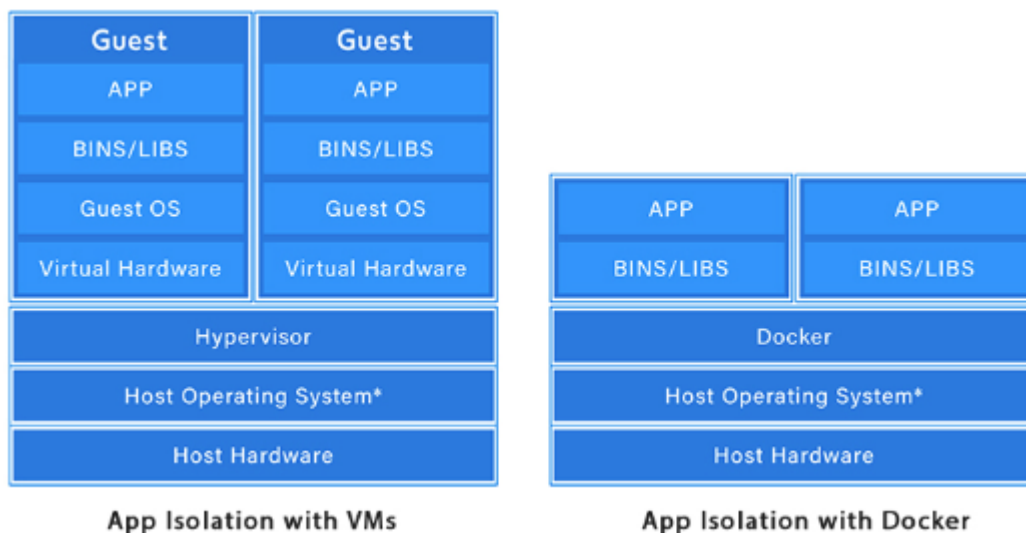 Guest
APP
BINS/LIBS
Guest OS
Virtual Hardware
Guest
APP
BINS/LIBS
Guest OS
Virtual Hardware
Hypervisor
Host Operating System*
Host Hardware
App Isolation with VMs
APP
BINS/LIBS
APP
BINS/LIBS
Docker
Host Operating System*
Host Hardware
App Isolation with Docker